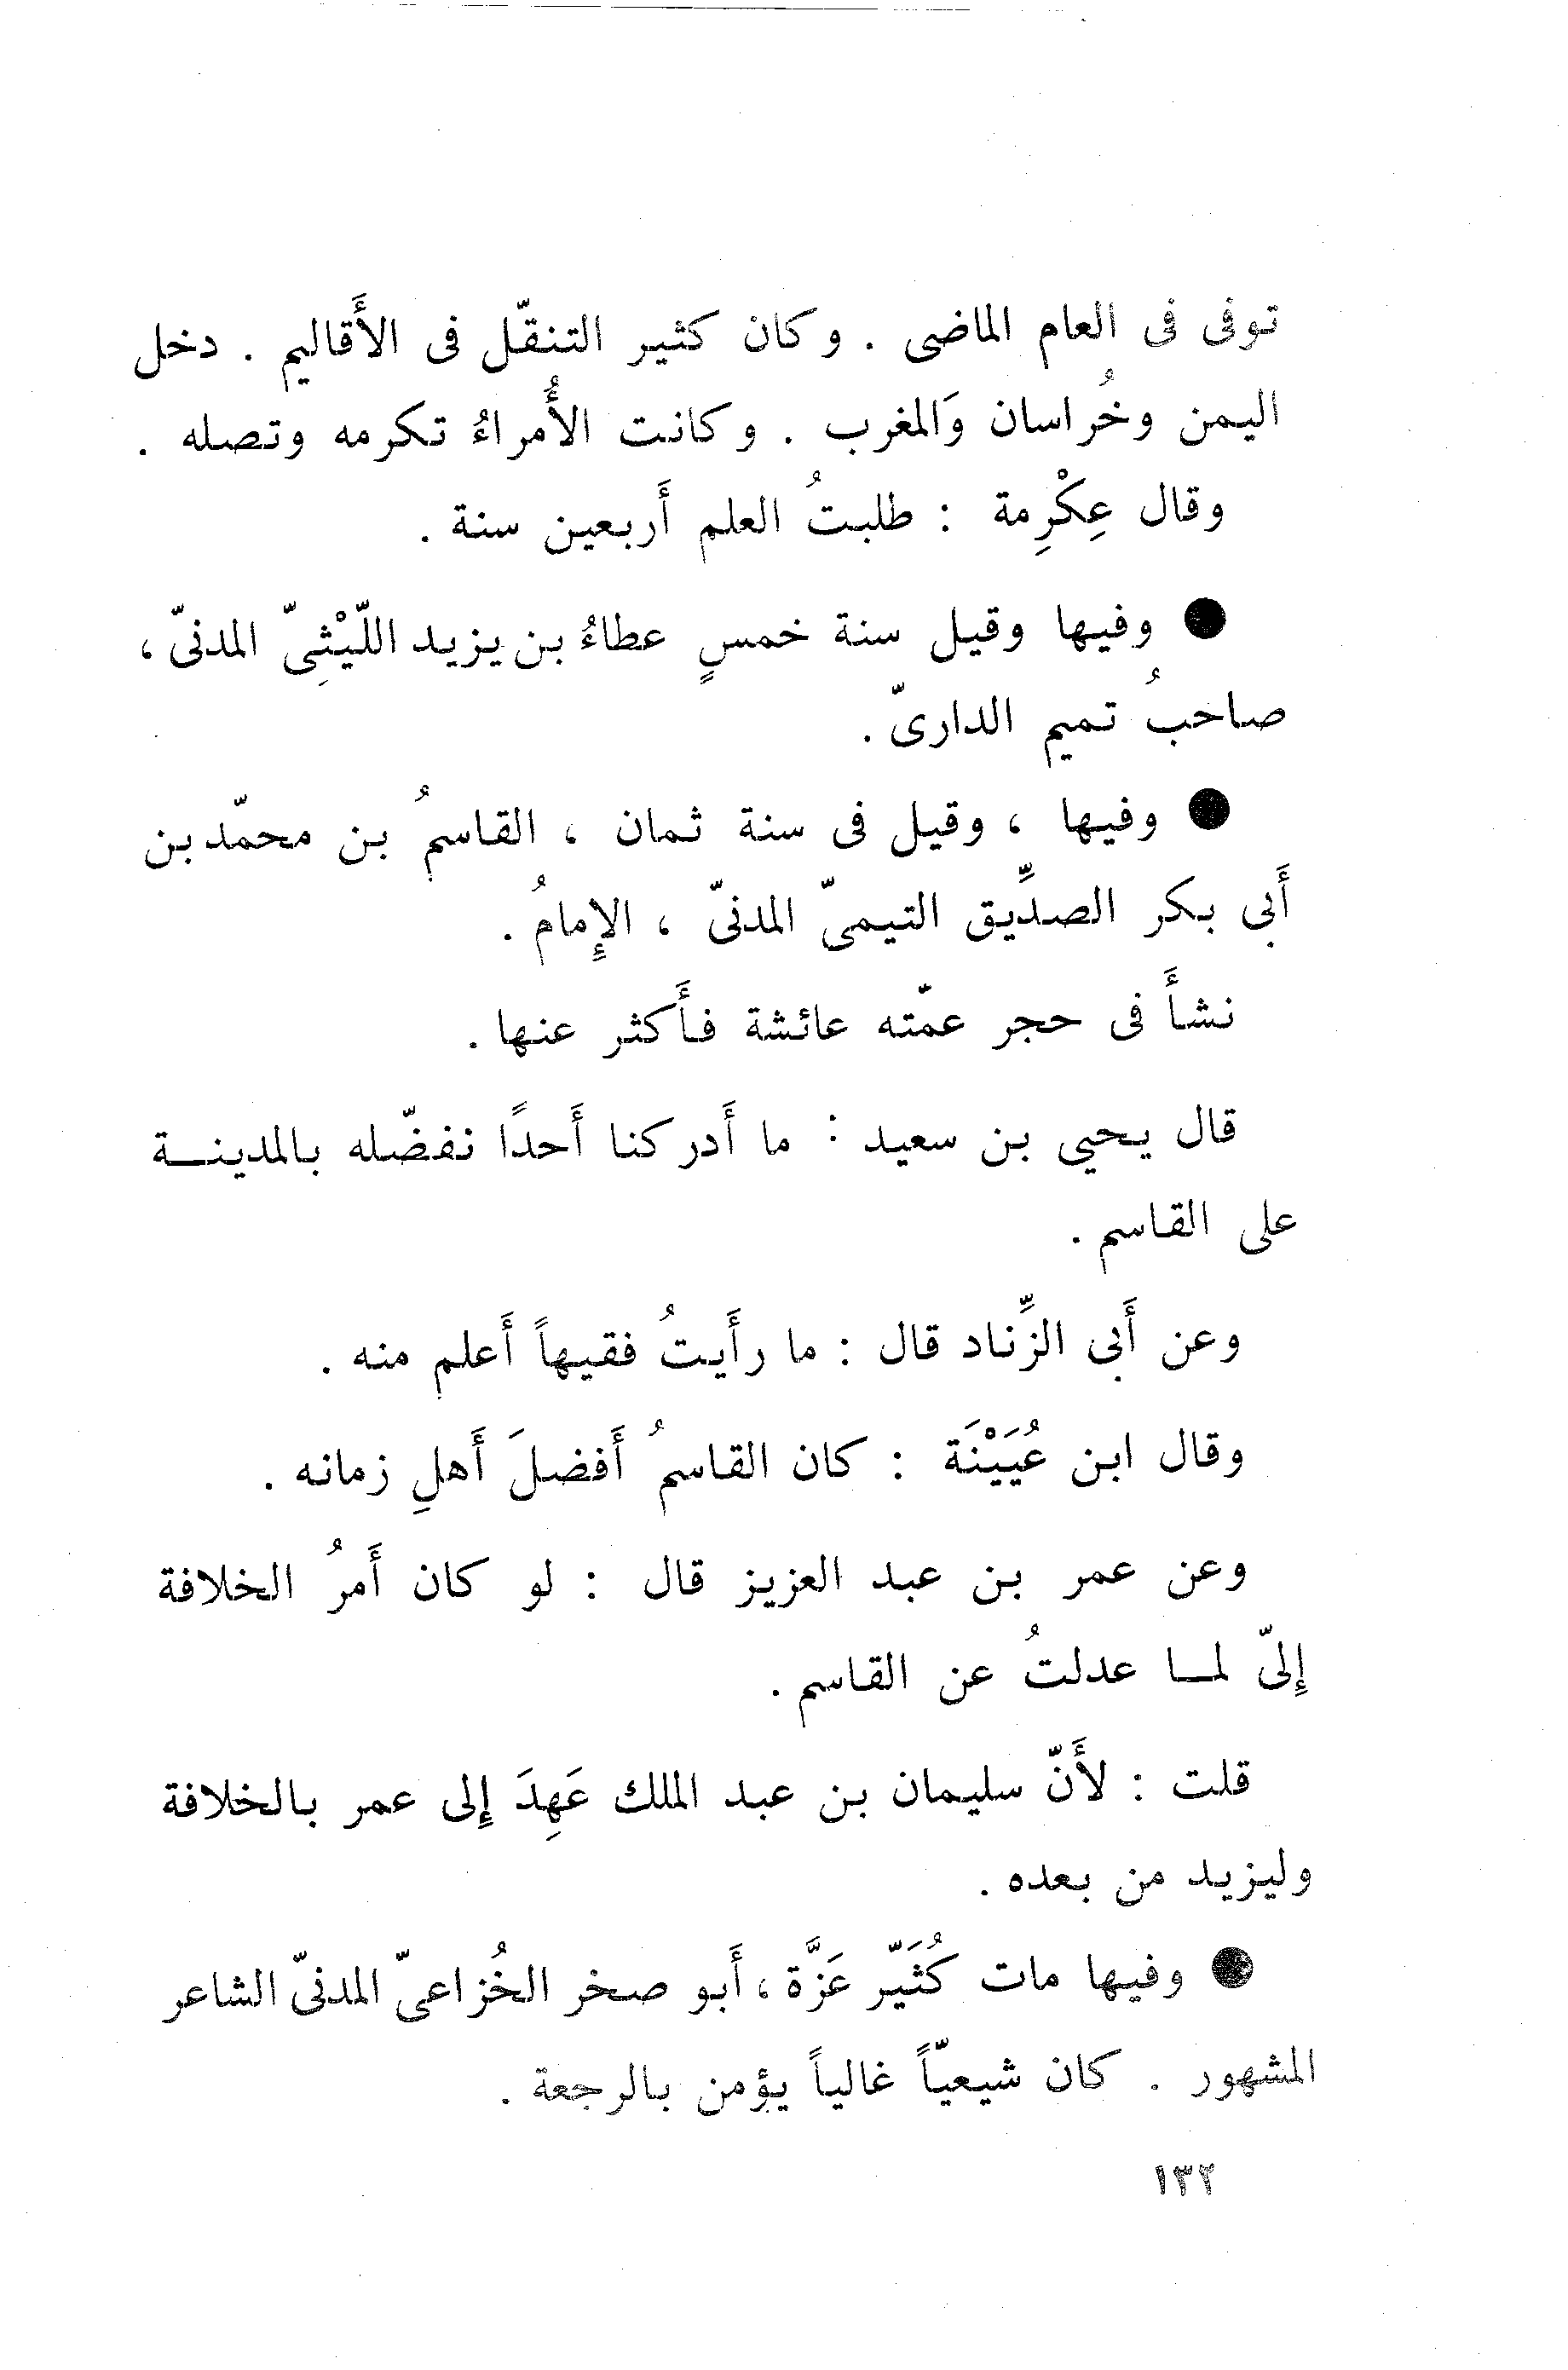 توفى فى العام الماضى . وكان كثير التنقّل فى الأَقاليم . دخل
اليمن وخُراسان وَالمغرب . وكانت الأُمراءُ تكرمه وتصله .
وقال عِكْرِمة : طلبتُ العلم أَربعين سنة .
● وفيها وقيل سنة خمسٍ عطاءُ بن يزيد اللّيْثِىّ المدنىّ ،
صاحبُ تميم الدارىّ .
● وفيها ، وقيل فى سنة ثمان ، القاسمُ بن محمّد بن
أَبى بكر الصدِّيق التيمىّ المدنىّ ، الإِمامُ .
نشأَ فى حجر عمّته عائشة فأَكثر عنها .
قال يحيى بن سعيد : ما أَدركنا أَحدًا نفضّله بالمدينـــة
على القاسم .
وعن أَبى الزِّناد قال : ما رأَيتُ فقيهاً أَعلم منه .
وقال ابن عُيَيْنَة : كان القاسمُ أَفضلَ أَهلِ زمانه .
وعن عمر بن عبد العزيز قال : لو كان أَمرُ الخلافة
إِلىّ لمـــا عدلتُ عن القاسم .
قلت : لأَنّ سليمان بن عبد الملك عَهِدَ إِلى عمر بالخلافة
وليزيد من بعده .
● وفيها مات كُثَيّر عَزَّة ، أَبو صخر الخُزاعىّ المدنىّ الشاعر
المشهور . كان شيعيّاً غالياً يؤمن بالرجعة .
١٣٢